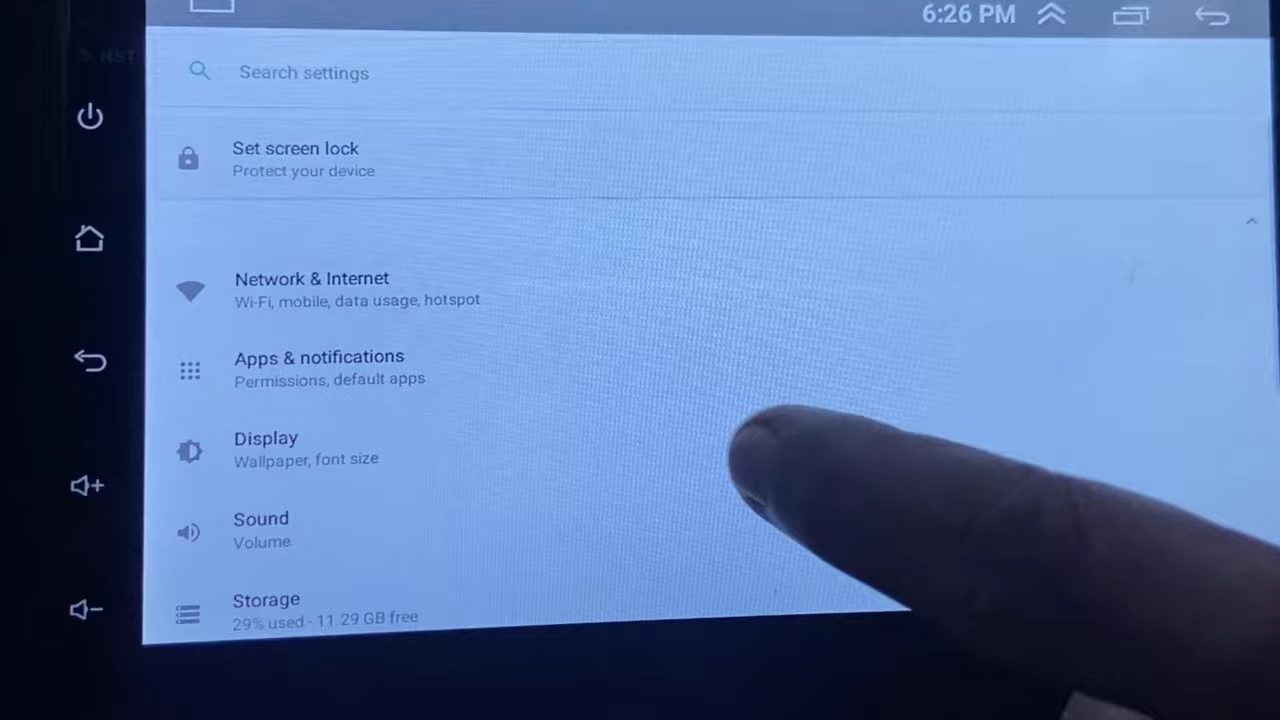 6:26 PM
RST
Search settings
Set screen lock
Protect your device
Network & Internet
Wi-Fi, mobile, data usage, hotspot
Apps & notifications
Permissions, default apps
Display
Wallpaper, font size
Sound
Volume
Storage
29% used - 11.29 GB free